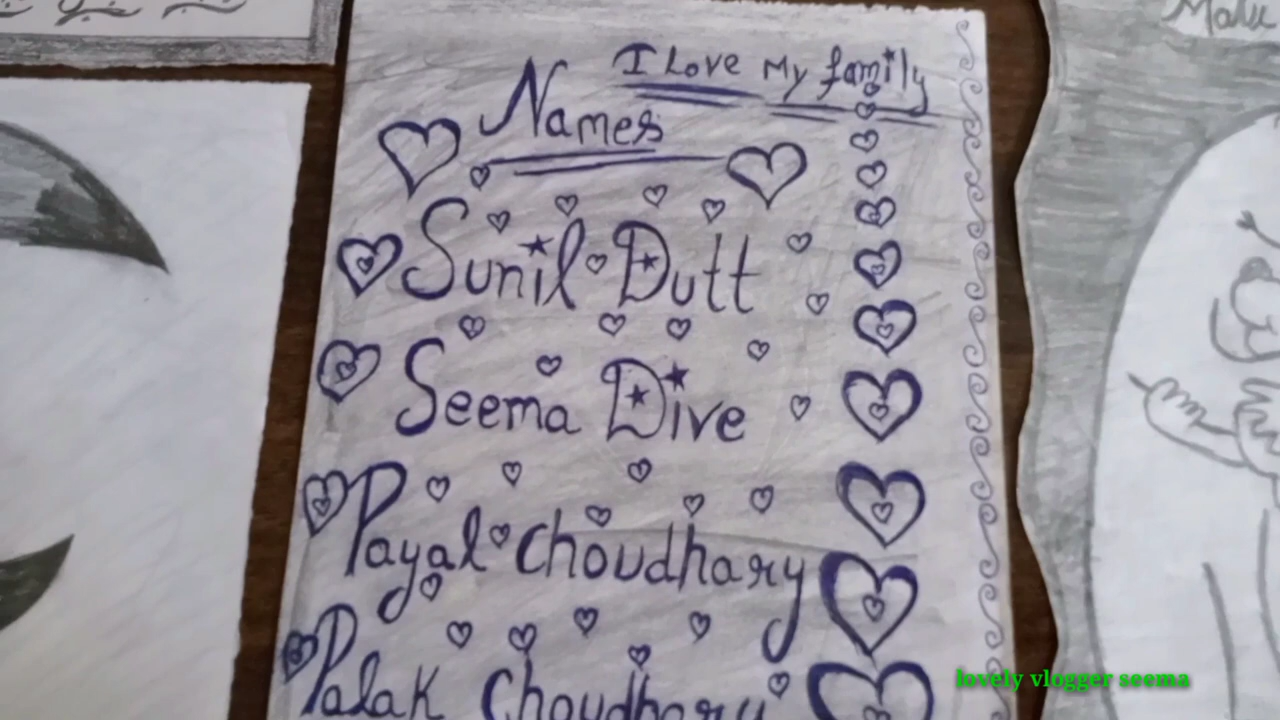 I Love My family
Names
Sunil Dutt
Seema Dive
Payal Choudhary
Palak Choudhary
lovely vlogger seema